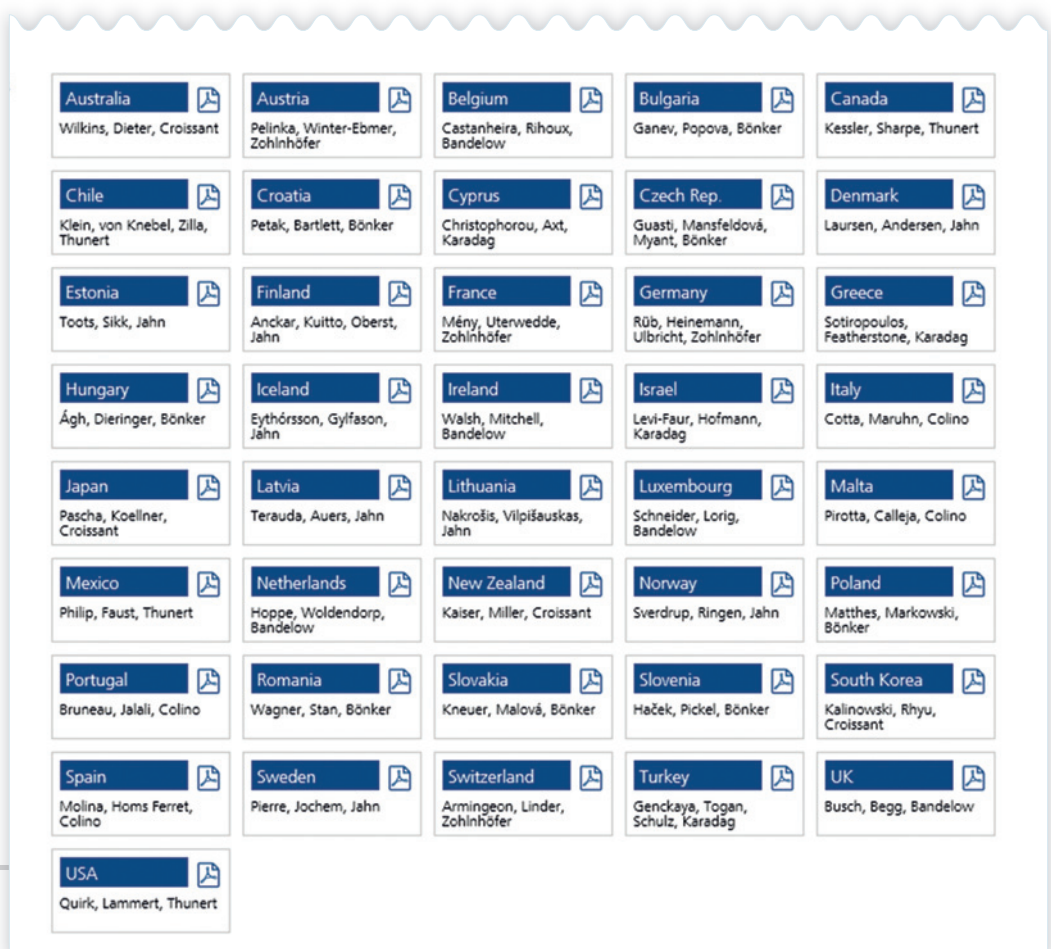 Australia
Wilkins, Dieter, Croissant
Austria
Pelinka, Winter-Ebmer,
Zohlnhöfer
Belgium
Castanheira, Rihoux,
Bandelow
Bulgaria
Ganev, Popova, Bönker
Canada
Kessler, Sharpe, Thunert
Chile
Klein, von Knebel, Zilla,
Thunert
Croatia
Petak, Bartlett, Bönker
Cyprus
Christophorou, Axt,
Karadag
Czech Rep.
Guasti, Mansfeldová,
Myant, Bönker
Denmark
Laursen, Andersen, Jahn
Estonia
Toots, Sikk, Jahn
Finland
Anckar, Kuitto, Oberst,
Jahn
France
Mény, Uterwedde,
Zohlnhöfer
Germany
Rüb, Heinemann,
Ulbricht, Zohlnhöfer
Greece
Sotiropoulos,
Featherstone, Karadag
Hungary
Ágh, Dieringer, Bönker
Iceland
Eythórsson, Gylfason,
Jahn
Ireland
Walsh, Mitchell,
Bandelow
Israel
Levi-Faur, Hofmann,
Karadag
Italy
Cotta, Maruhn, Colino
Japan
Pascha, Koellner,
Croissant
Latvia
Terauda, Auers, Jahn
Lithuania
Nakrošis, Vilpišauskas,
Jahn
Luxembourg
Schneider, Lorig,
Bandelow
Malta
Pirotta, Calleja, Colino
Mexico
Philip, Faust, Thunert
Netherlands
Hoppe, Woldendorp,
Bandelow
New Zealand
Kaiser, Miller, Croissant
Norway
Sverdrup, Ringen, Jahn
Poland
Matthes, Markowski,
Bönker
Portugal
Bruneau, Jalali, Colino
Romania
Wagner, Stan, Bönker
Slovakia
Kneuer, Malová, Bönker
Slovenia
Haček, Pickel, Bönker
South Korea
Kalinowski, Rhyu,
Croissant
Spain
Molina, Homs Ferret,
Colino
Sweden
Pierre, Jochem, Jahn
Switzerland
Armingeon, Linder,
Zohlnhöfer
Turkey
Genckaya, Togan,
Schulz, Karadag
UK
Busch, Begg, Bandelow
USA
Quirk, Lammert, Thunert